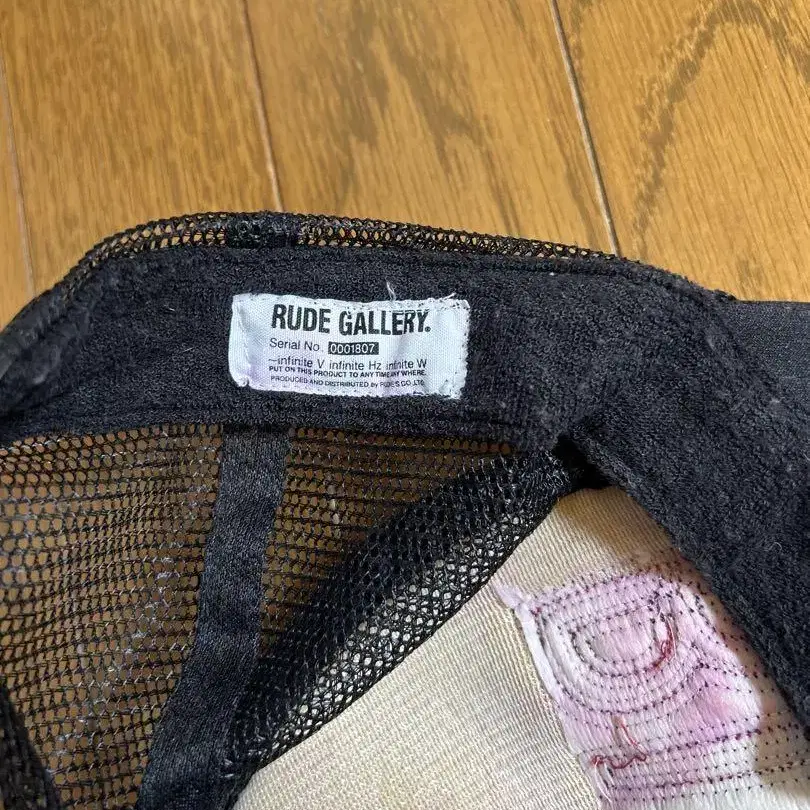 RUDE GALLERY.
Serial No. 0001807
—infinite V infinite Hz infinite W
PUT ON THIS PRODUCT TO ANY TIME ANY WHERE.
PRODUCED AND DISTRIBUTED by RUDES CO.,LTD.